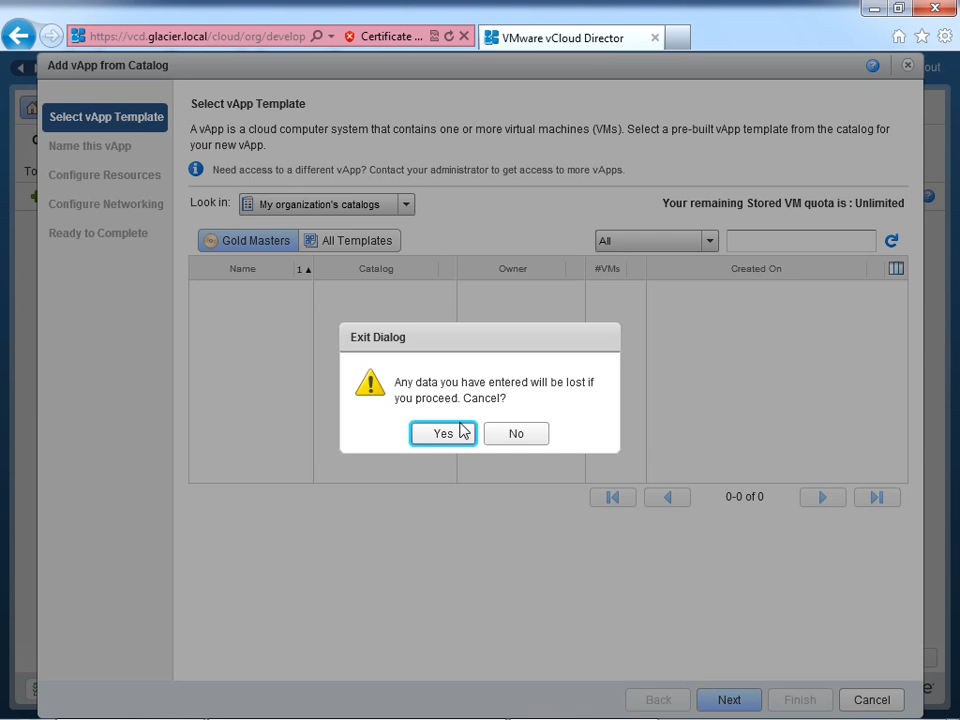 https://vcd.glacier.local/cloud/org/develop
Certificate ...
VMware vCloud Director
Add vApp from Catalog
out
Select vApp Template
Name this vApp
Configure Resources
Configure Networking
Ready to Complete
Select vApp Template
A vApp is a cloud computer system that contains one or more virtual machines (VMs). Select a pre-built vApp template from the catalog for
your new vApp.
Need access to a different vApp? Contact your administrator to get access to more vApps.
Look in:
My organization's catalogs
Your remaining Stored VM quota is : Unlimited
Gold Masters
All Templates
All
Name
1
Catalog
Owner
#VMs
Created On
Exit Dialog
Any data you have entered will be lost if
you proceed. Cancel?
Yes
No
0-0 of 0
Back
Next
Finish
Cancel